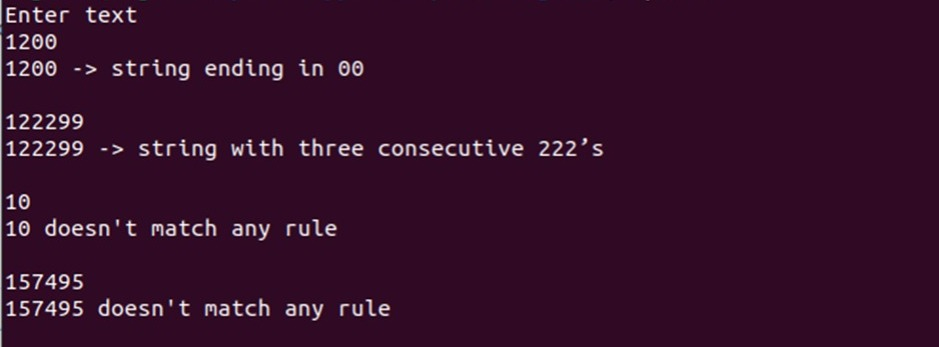 Enter text
1200
1200 -> string ending in 00
122299
122299 -> string with three consecutive 222’s
10
10 doesn't match any rule
157495
157495 doesn't match any rule